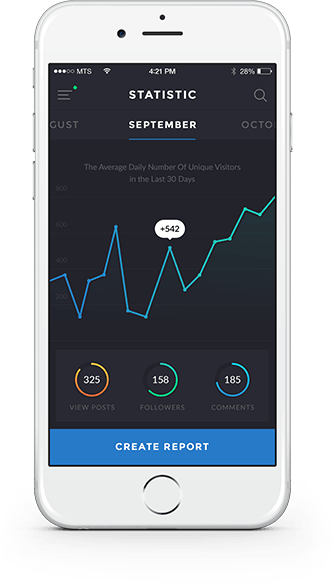 MTS 4:21 PM 28%
STATISTIC
GUST SEPTEMBER OCTO
The Average Daily Number Of Unique Visitors
in the Last 30 Days
800
+542
400
200
325 158 185
VIEW POSTS FOLLOWERS COMMENTS
CREATE REPORT